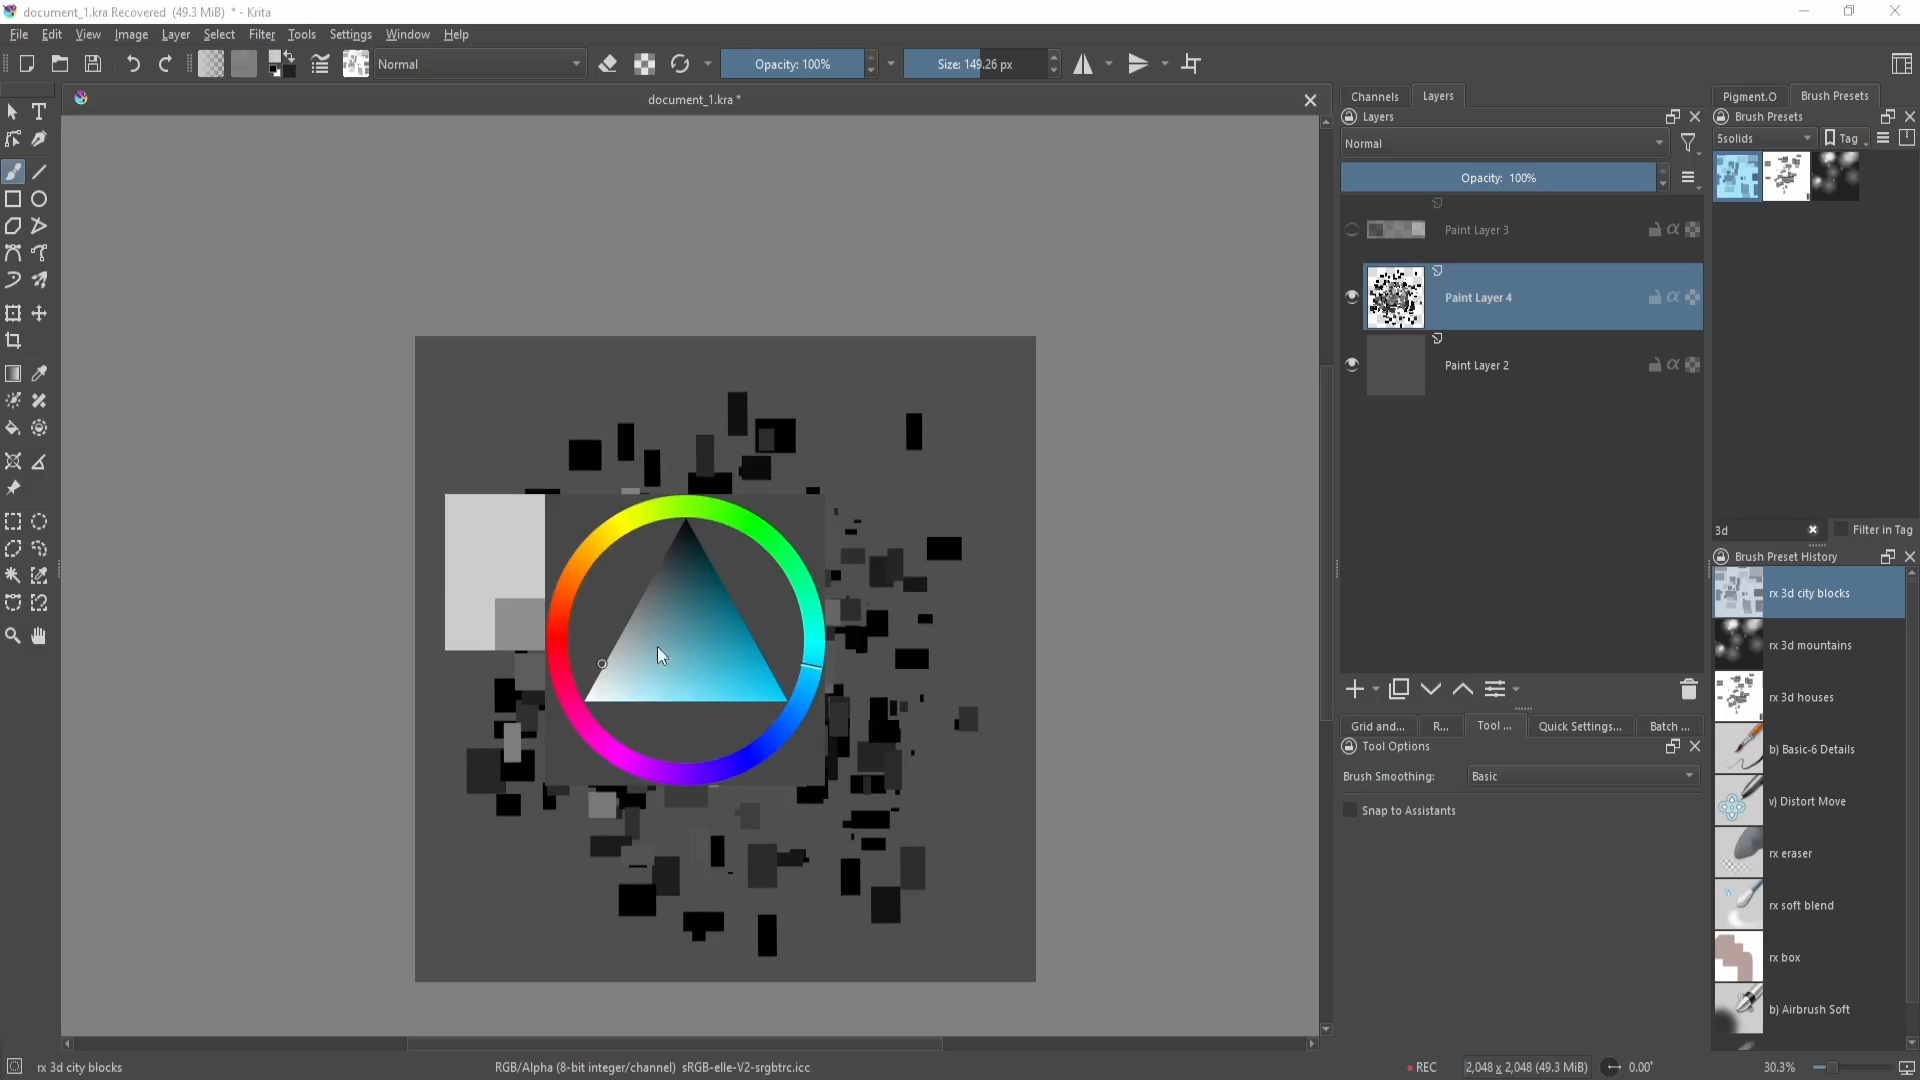 document_1.kra Recovered (49.3 MiB) * - Krita
File Edit View Image Layer Select Filter Tools Settings Window Help
Normal
Opacity: 100%
Size: 149.26 px
document_1.kra *
Channels Layers
Layers
Normal
Opacity: 100%
Paint Layer 3
Paint Layer 4
Paint Layer 2
Grid and... R... Tool ... Quick Settings... Batch ...
Tool Options
Brush Smoothing: Basic
Snap to Assistants
Pigment.O Brush Presets
Brush Presets
5solids Tag
3d Filter in Tag
Brush Preset History
rx 3d city blocks
rx 3d mountains
rx 3d houses
b) Basic-6 Details
v) Distort Move
rx eraser
rx soft blend
rx box
b) Airbrush Soft
rx 3d city blocks
RGB/Alpha (8-bit integer/channel) sRGB-elle-V2-srgbtrc.icc
REC
2,048 x 2,048 (49.3 MiB)
0.00°
30.3%